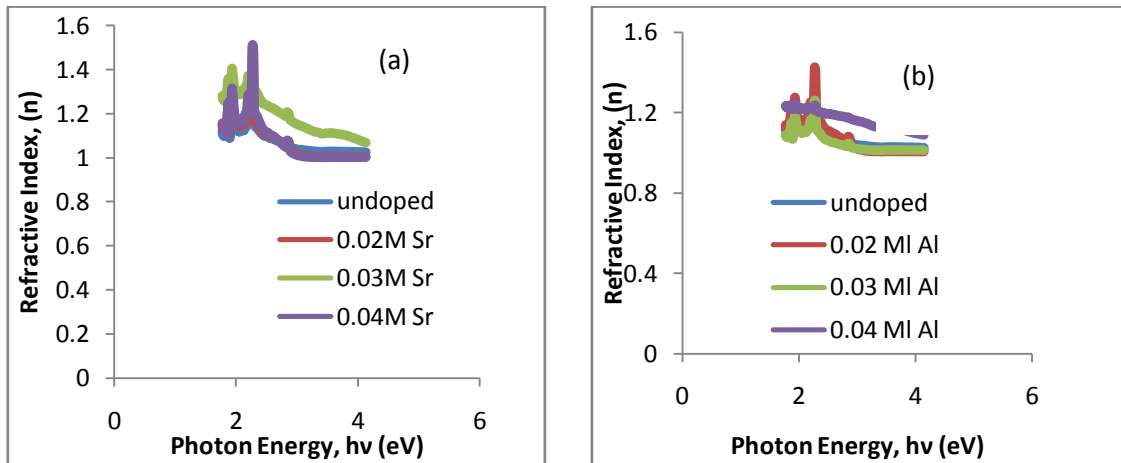 (a)
Refractive Index, (n)
1.6
1.4
1.2
1
0.8
0.6
0.4
0.2
0
undoped
0.02M Sr
0.03M Sr
0.04M Sr
0
2
4
6
Photon Energy, hν (eV)
(b)
Refractive Index, (n)
1.6
1.2
0.8
0.4
0
undoped
0.02 Ml Al
0.03 Ml Al
0.04 Ml Al
0
2
4
6
Photon Energy, hν (eV)